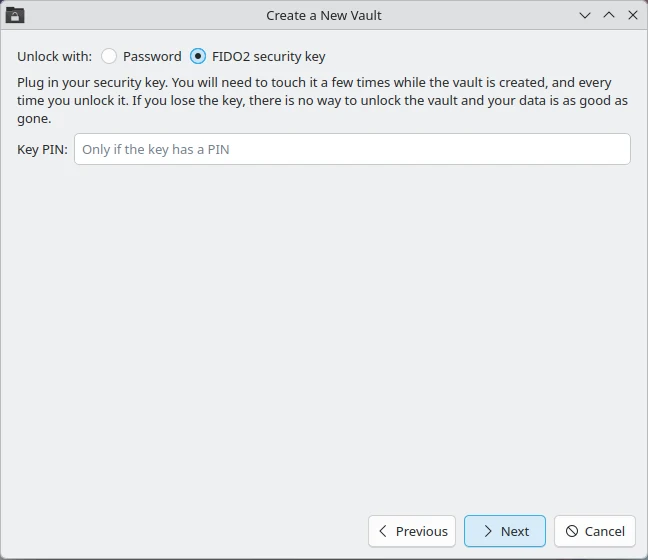 Create a New Vault
Unlock with: Password FIDO2 security key
Plug in your security key. You will need to touch it a few times while the vault is created, and every
time you unlock it. If you lose the key, there is no way to unlock the vault and your data is as good as
gone.
Key PIN: Only if the key has a PIN
Previous Next Cancel